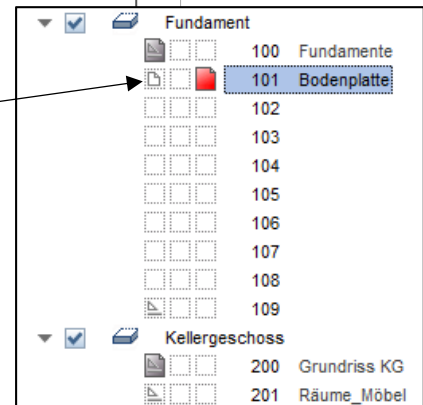 Fundament
100 Fundamente
101 Bodenplatte
102
103
104
105
106
107
108
109
Kellergeschoss
200 Grundriss KG
201 Räume_Möbel